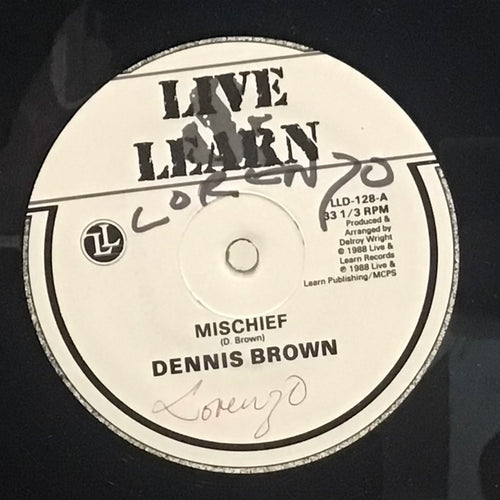 LIVE
&
LEARN
LORENZO
LLD-128-A
33 1/3 RPM
Produced &
Arranged by
Delroy Wright
© 1988 Live &
Learn Records
℗ 1988 Live &
Learn Publishing/MCPS
LL
MISCHIEF
(D. Brown)
DENNIS BROWN
Lorenzo